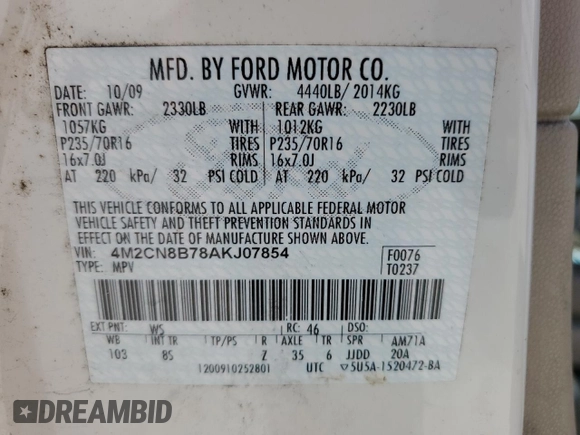 MFD. BY FORD MOTOR CO.
DATE: 10/09 GVWR: 4440LB/ 2014KG
FRONT GAWR: 2330LB REAR GAWR: 2230LB
1057KG WITH 1012KG WITH
P235/70R16 TIRES P235/70R16 TIRES
16x7.0J RIMS 16x7.0J RIMS
AT 220 kPa/ 32 PSI COLD AT 220 kPa/ 32 PSI COLD
THIS VEHICLE CONFORMS TO ALL APPLICABLE FEDERAL MOTOR
VEHICLE SAFETY AND THEFT PREVENTION STANDARDS IN
EFFECT ON THE DATE OF MANUFACTURE SHOWN ABOVE.
VIN: 4M2CN8B78AKJ07854 F0076
TYPE: MPV T0237
EXT PNT: WS RC: 46 DSO:
WB INT TR TP/PS R AXLE TR SPR AM71A
103 8S Z 35 6 JJDD 20A
1200910252801 UTC ▽5U5A-1520472-BA
DREAMBID